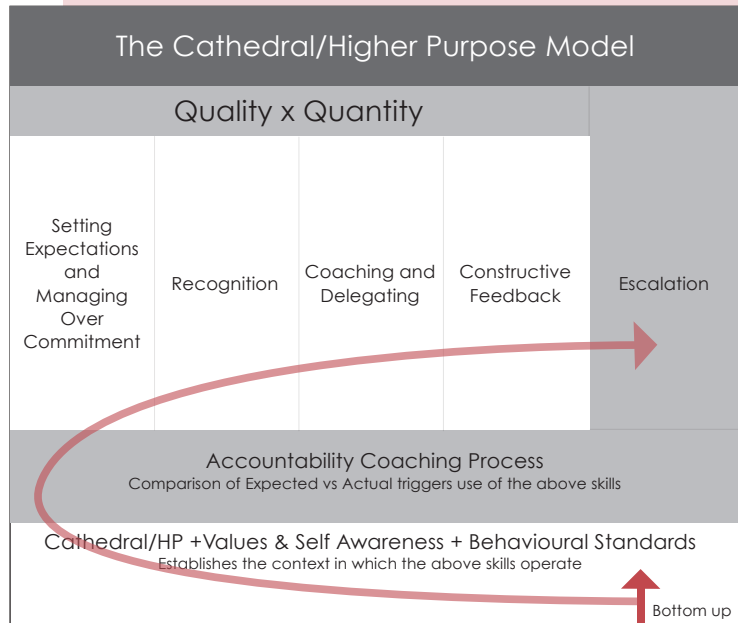 The Cathedral/Higher Purpose Model
Quality x Quantity
Setting
Expectations
and
Managing
Over
Commitment
Recognition
Coaching and
Delegating
Constructive
Feedback
Escalation
Accountability Coaching Process
Comparison of Expected vs Actual triggers use of the above skills
Cathedral/HP +Values & Self Awareness + Behavioural Standards
Establishes the context in which the above skills operate
Bottom up